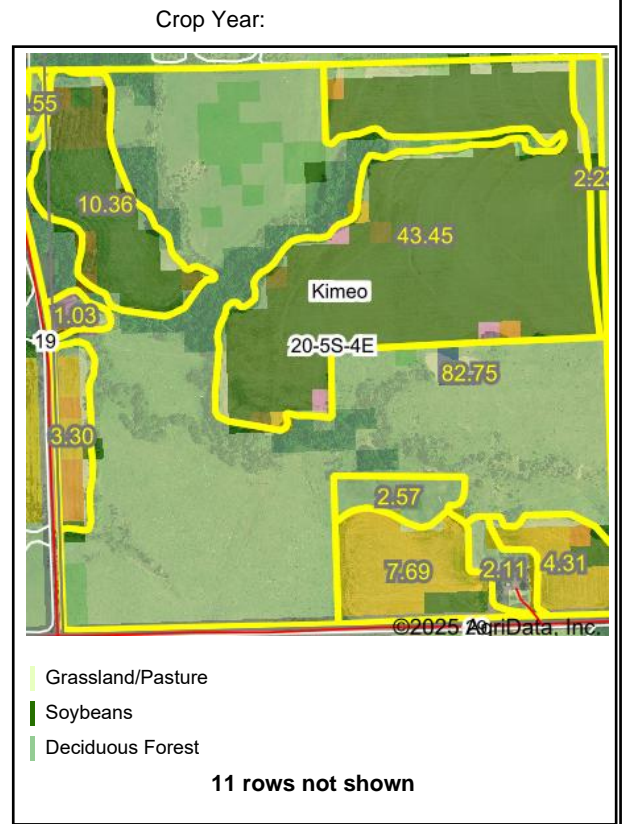 Crop Year:
.55
10.36
2.23
43.45
Kimeo
1.03
19
20-5S-4E
82.75
3.30
2.57
7.69
2.11
4.31
©2025 AgriData, Inc.
Grassland/Pasture
Soybeans
Deciduous Forest
11 rows not shown